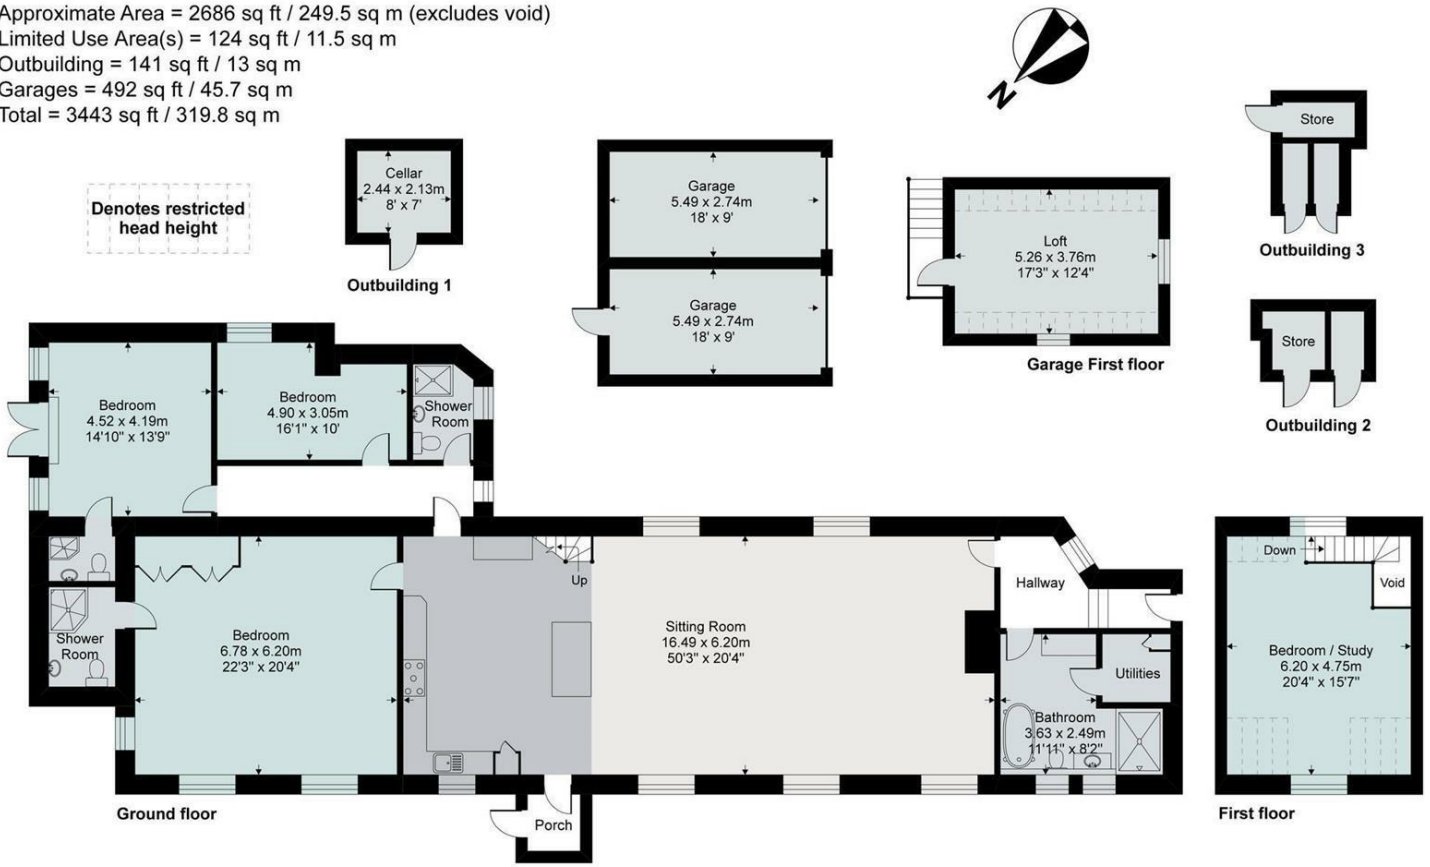 Approximate Area = 2686 sq ft / 249.5 sq m (excludes void)
Limited Use Area(s) = 124 sq ft / 11.5 sq m
Outbuilding = 141 sq ft / 13 sq m
Garages = 492 sq ft / 45.7 sq m
Total = 3443 sq ft / 319.8 sq m
N
Denotes restricted
head height
Cellar
2.44 x 2.13m
8' x 7'
Outbuilding 1
Garage
5.49 x 2.74m
18' x 9'
Garage
5.49 x 2.74m
18' x 9'
Loft
5.26 x 3.76m
17'3" x 12'4"
Garage First floor
Store
Outbuilding 3
Store
Outbuilding 2
Bedroom
4.52 x 4.19m
14'10" x 13'9"
Bedroom
4.90 x 3.05m
16'1" x 10'
Shower
Room
Shower
Room
Bedroom
6.78 x 6.20m
22'3" x 20'4"
Up
Sitting Room
16.49 x 6.20m
50'3" x 20'4"
Hallway
Utilities
Bathroom
3.63 x 2.49m
11'11" x 8'2"
Porch
Ground floor
Down
Void
Bedroom / Study
6.20 x 4.75m
20'4" x 15'7"
First floor